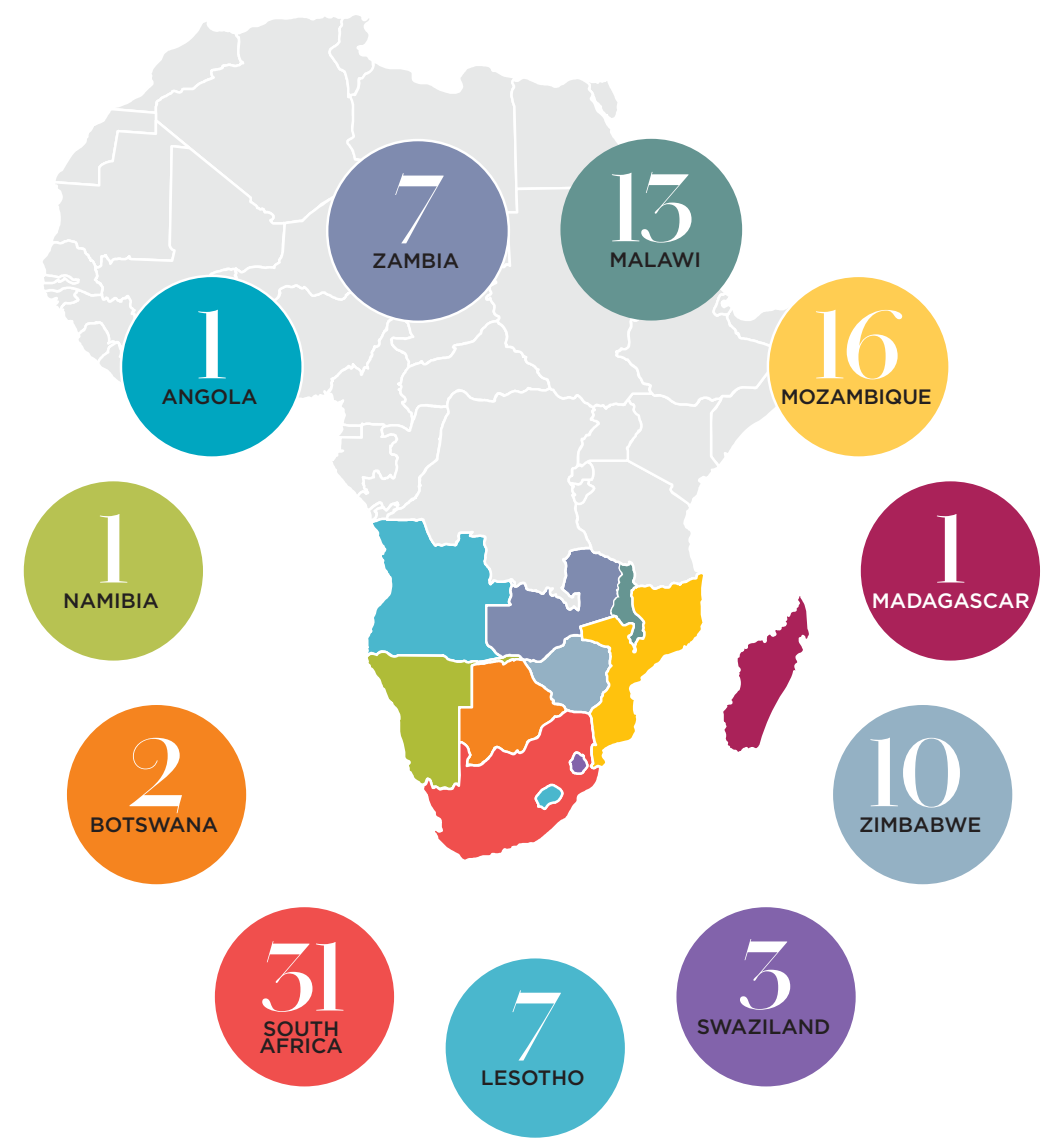 7
ZAMBIA
13
MALAWI
1
ANGOLA
16
MOZAMBIQUE
1
NAMIBIA
1
MADAGASCAR
2
BOTSWANA
10
ZIMBABWE
31
SOUTH
AFRICA
7
LESOTHO
3
SWAZILAND